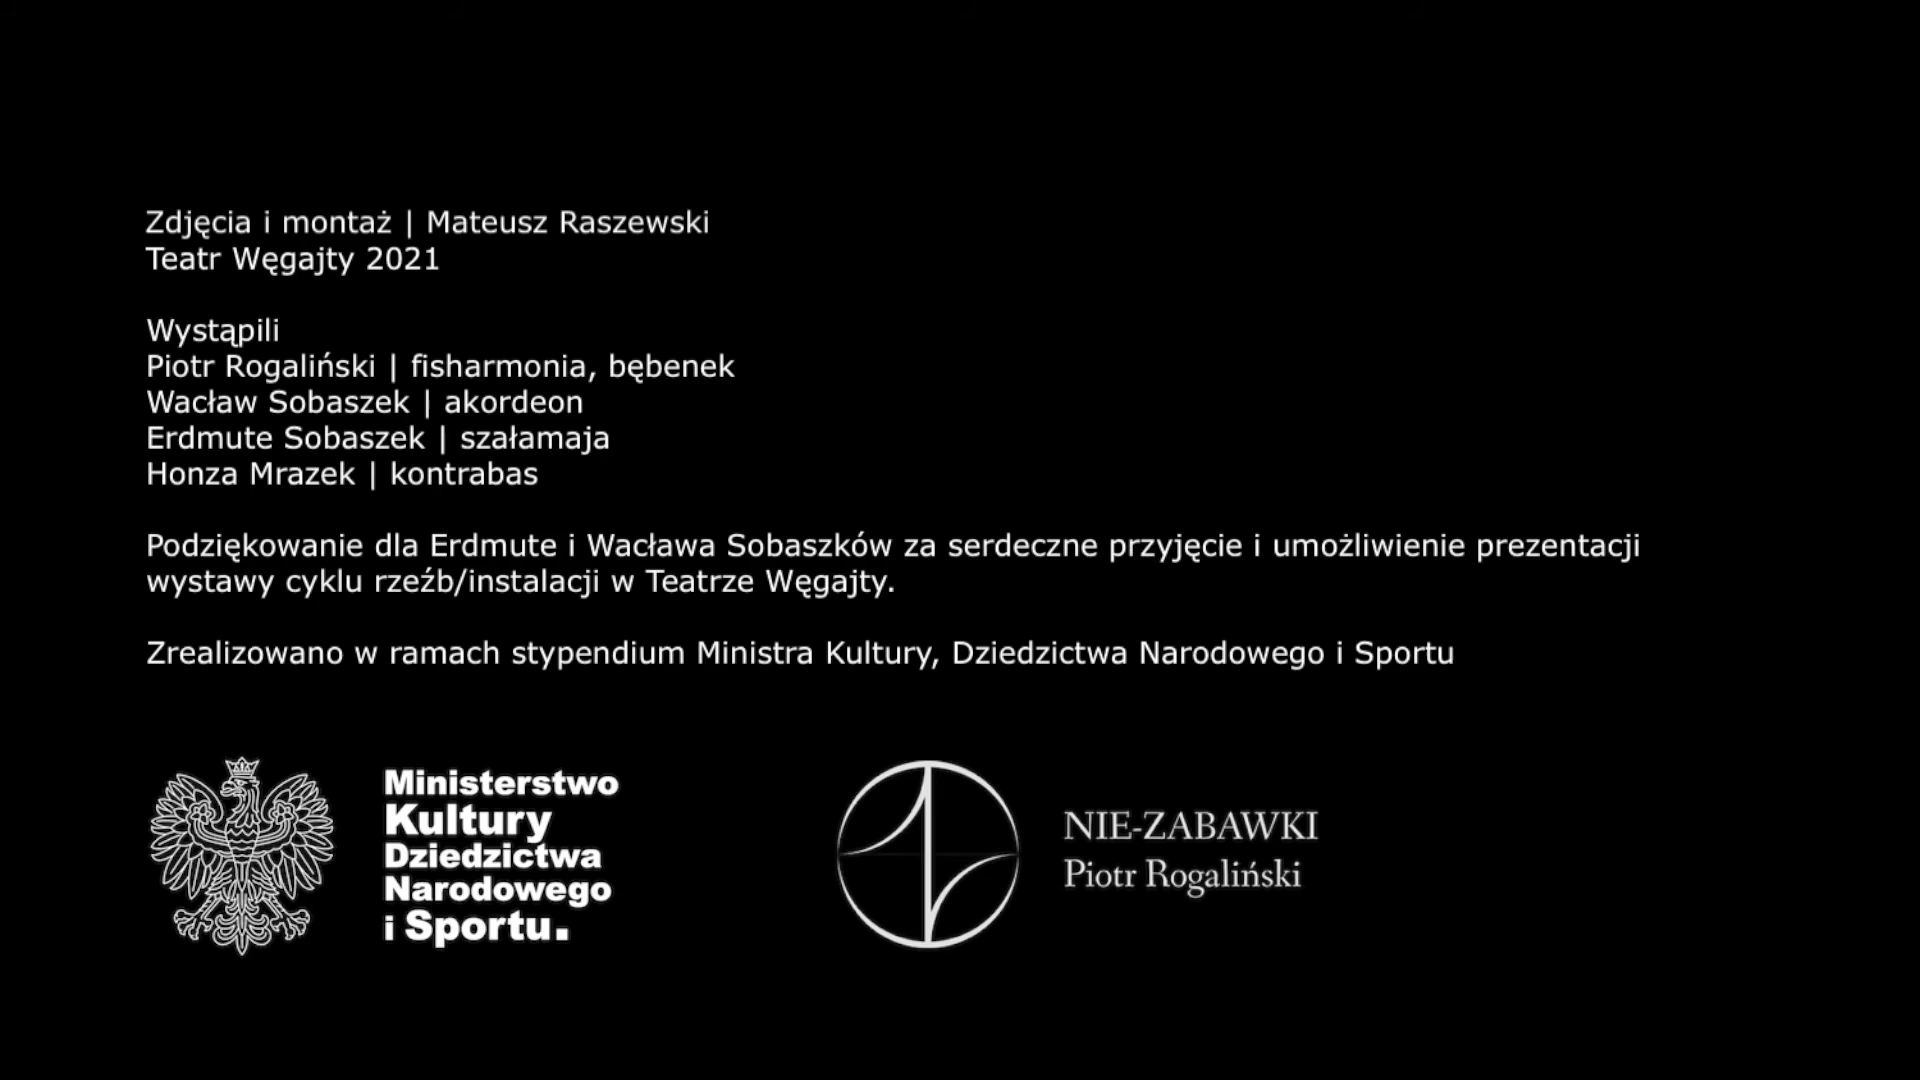 Zdjęcia i montaż | Mateusz Raszewski
Teatr Węgajty 2021
Wystąpili
Piotr Rogaliński | fisharmonia, bębenek
Wacław Sobaszek | akordeon
Erdmute Sobaszek | szałamaja
Honza Mrazek | kontrabas
Podziękowanie dla Erdmute i Wacława Sobaszków za serdeczne przyjęcie i umożliwienie prezentacji
wystawy cyklu rzeźb/instalacji w Teatrze Węgajty.
Zrealizowano w ramach stypendium Ministra Kultury, Dziedzictwa Narodowego i Sportu
Ministerstwo
Kultury
Dziedzictwa
Narodowego
i Sportu.
NIE-ZABAWKI
Piotr Rogaliński